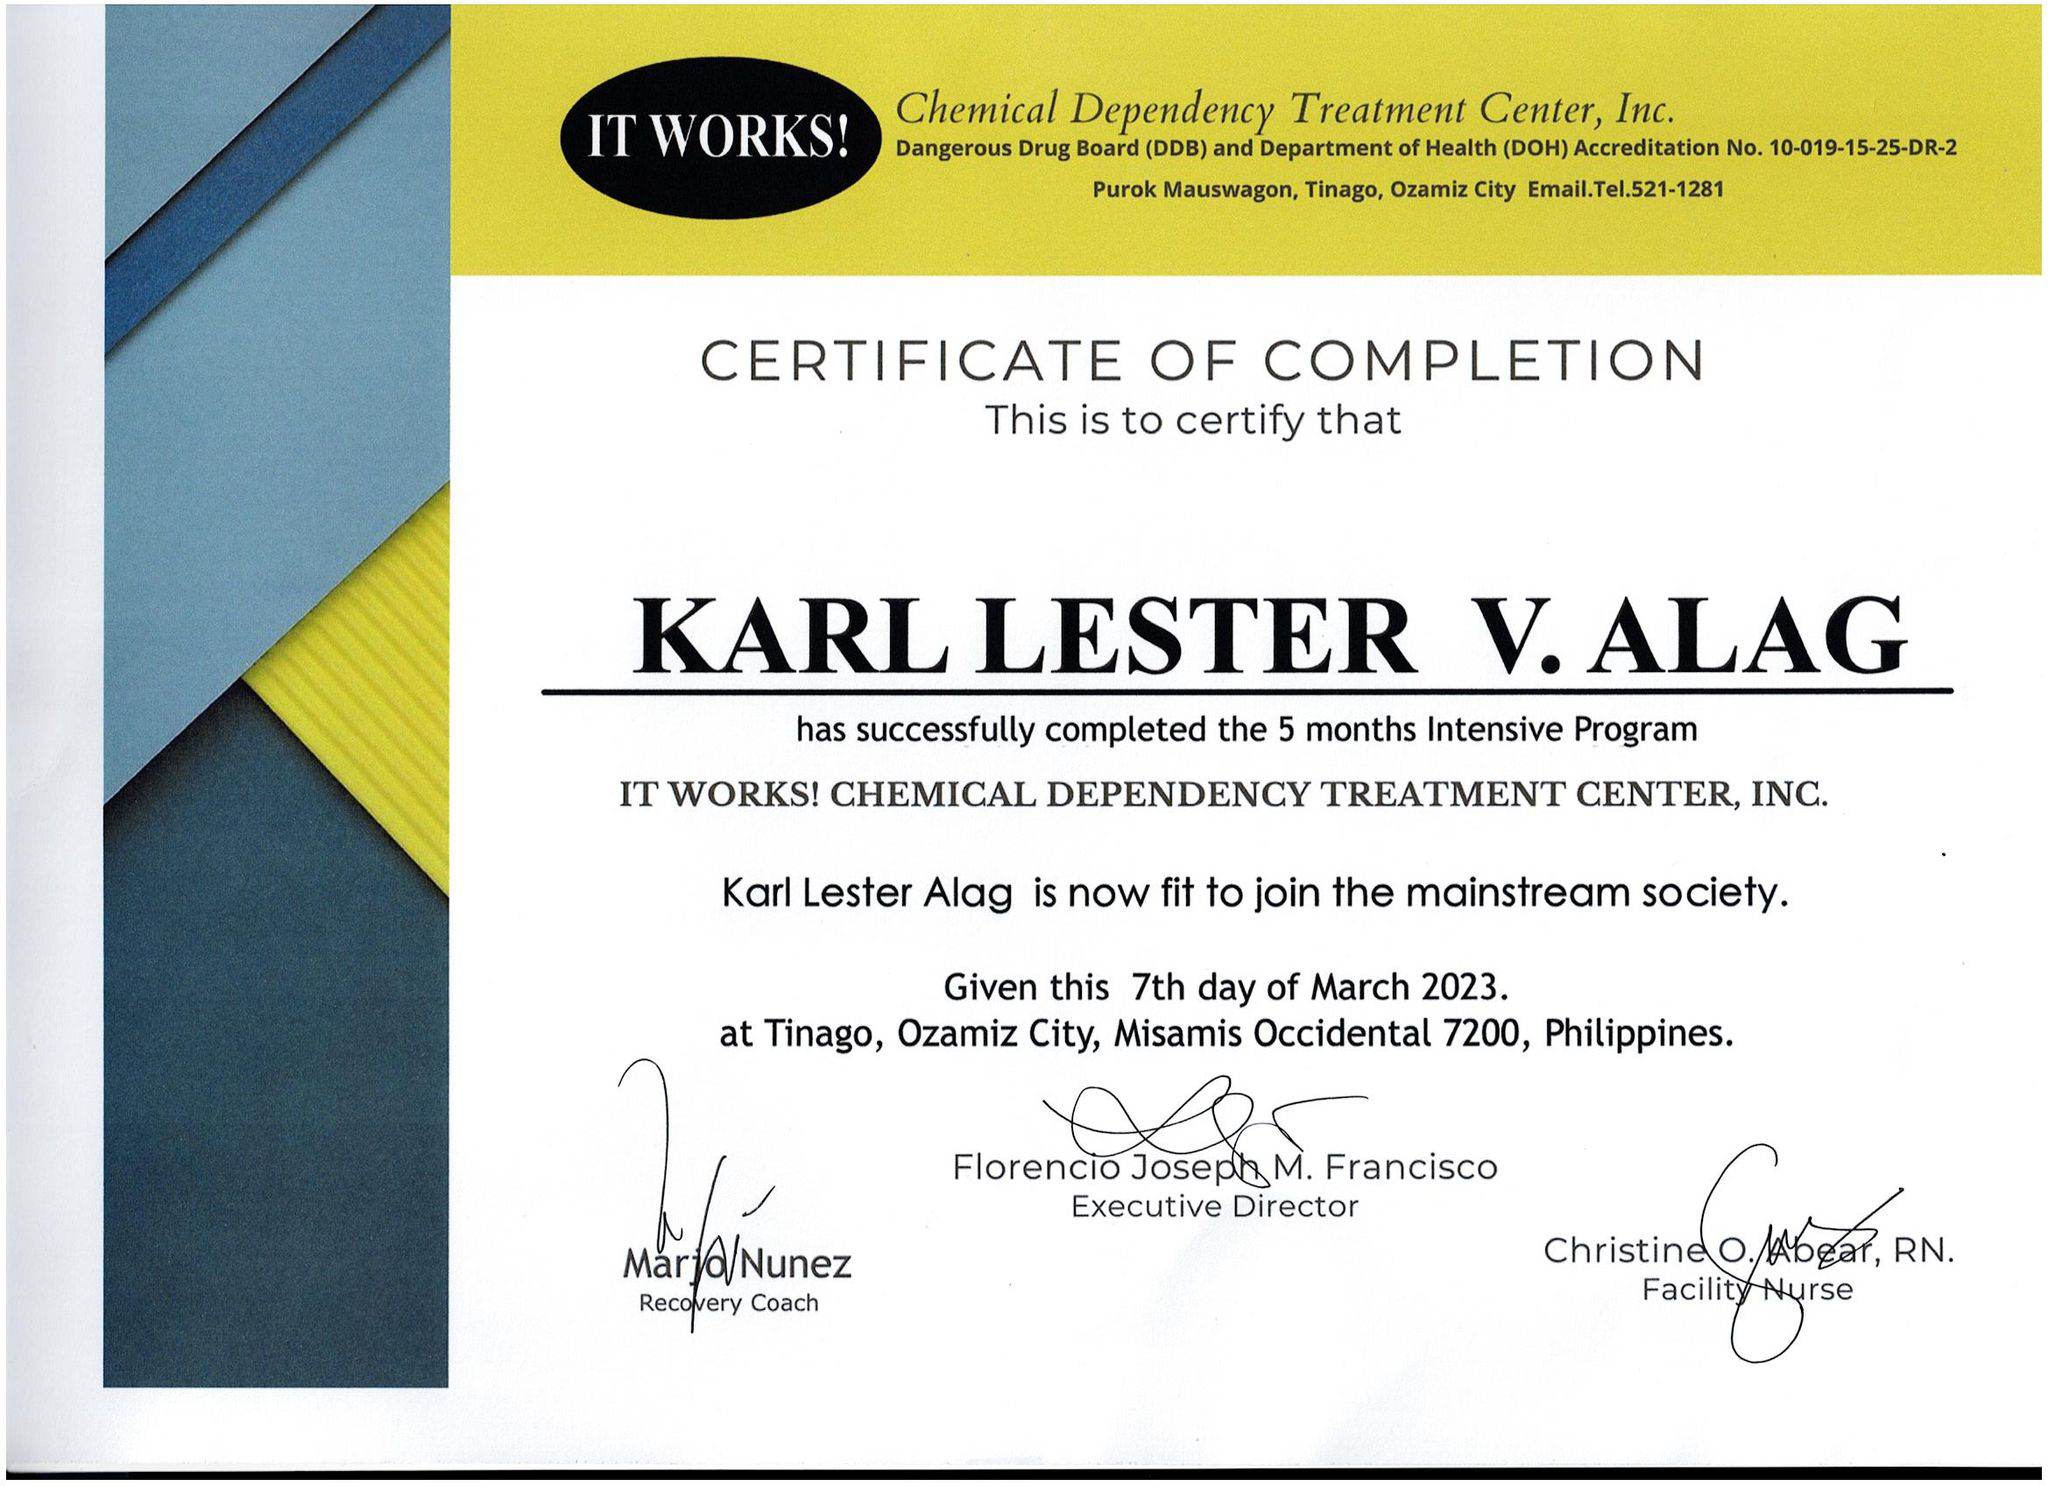 IT WORKS!
Chemical Dependency Treatment Center, Inc.
Dangerous Drug Board (DDB) and Department of Health (DOH) Accreditation No. 10-019-15-25-DR-2
Purok Mauswagon, Tinago, Ozamiz City Email.Tel.521-1281
CERTIFICATE OF COMPLETION
This is to certify that
KARL LESTER V. ALAG
has successfully completed the 5 months Intensive Program
IT WORKS! CHEMICAL DEPENDENCY TREATMENT CENTER, INC.
Karl Lester Alag is now fit to join the mainstream society.
Given this 7th day of March 2023.
at Tinago, Ozamiz City, Misamis Occidental 7200, Philippines.
Florencio Joseph M. Francisco
Executive Director
Marjo Nunez
Recovery Coach
Christine O. Abear, RN.
Facility Nurse